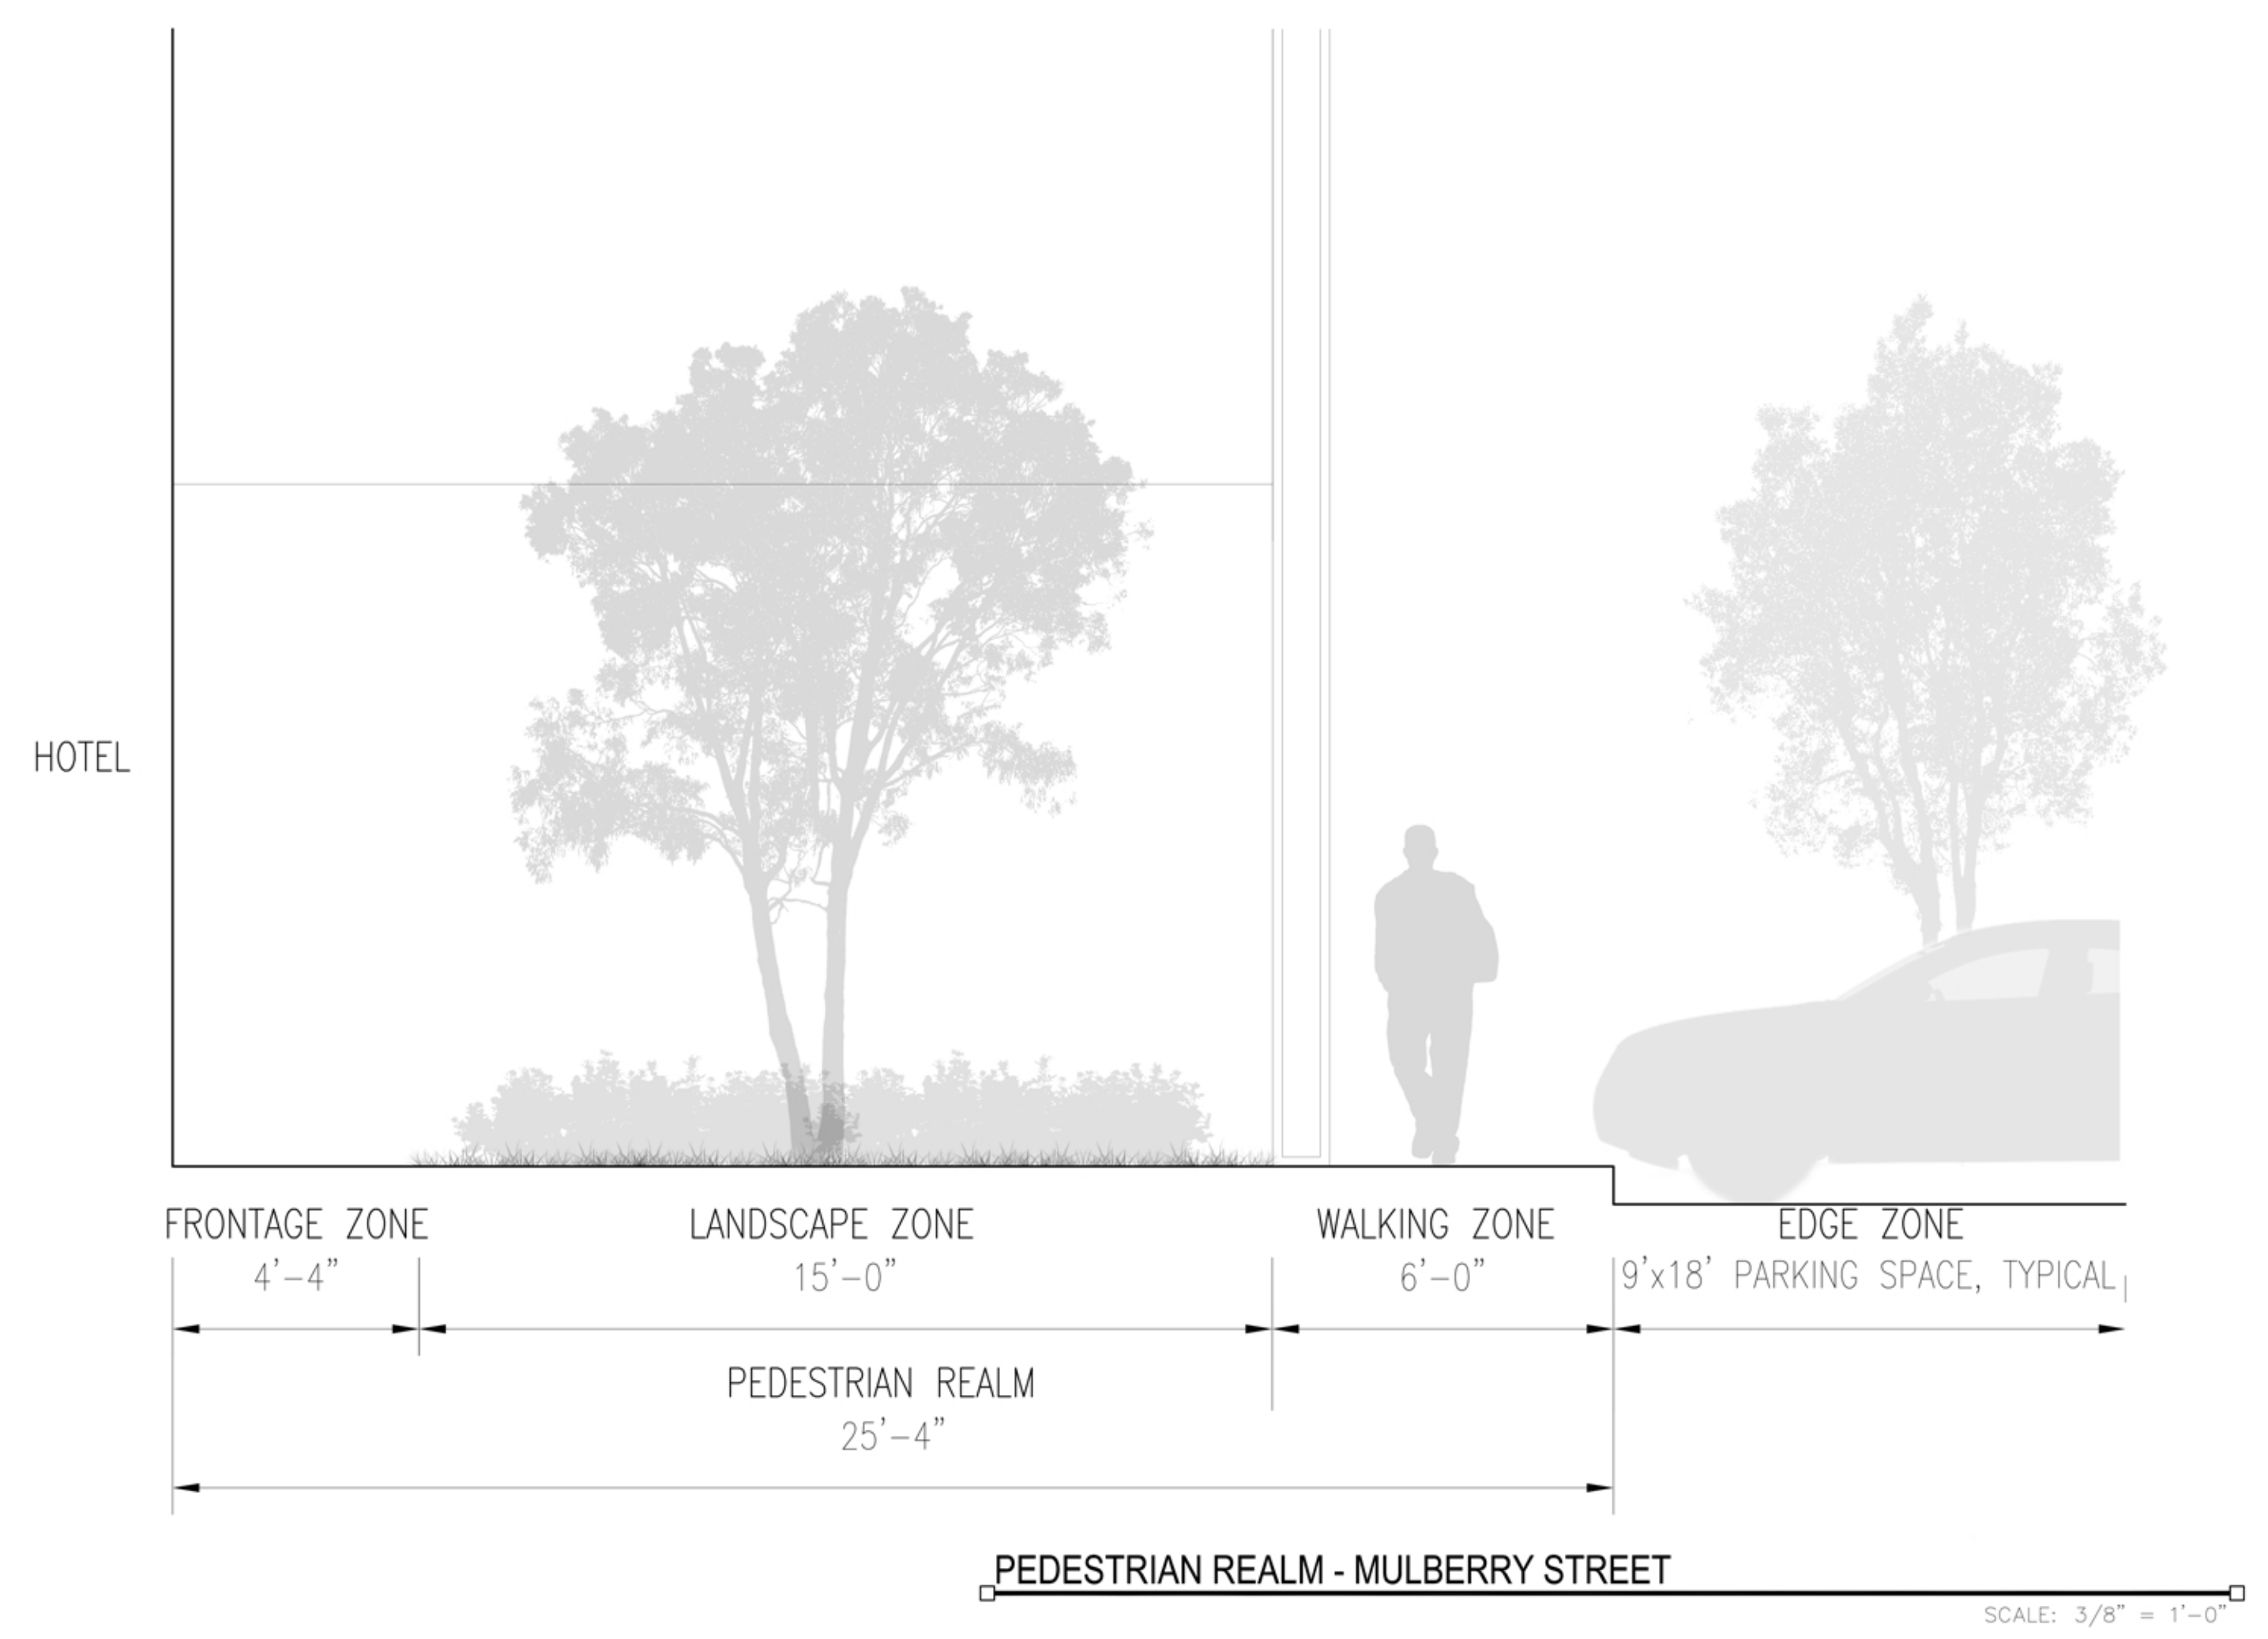 HOTEL
FRONTAGE ZONE
4'-4"
LANDSCAPE ZONE
15'-0"
WALKING ZONE
6'-0"
EDGE ZONE
9'x18' PARKING SPACE, TYPICAL
PEDESTRIAN REALM
25'-4"
PEDESTRIAN REALM - MULBERRY STREET
SCALE: 3/8" = 1'-0"